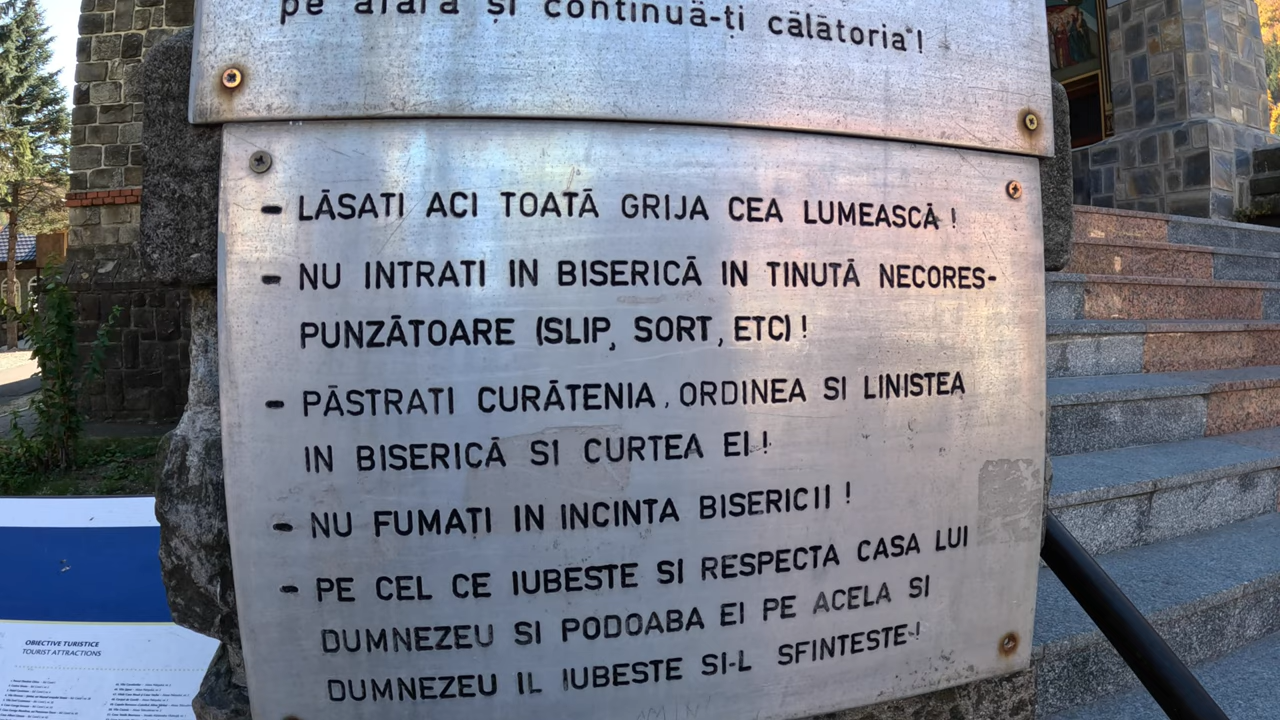 pe afară și continuă-ți călătoria!
- LĂSATI ACI TOATĂ GRIJA CEA LUMEASCĂ !
- NU INTRATI IN BISERICĂ IN TINUTĂ NECORES-
PUNZĂTOARE (SLIP, SORT, ETC) !
- PĂSTRATI CURĂTENIA, ORDINEA SI LINISTEA
IN BISERICĂ SI CURTEA EI !
- NU FUMATI IN INCINTA BISERICII !
- PE CEL CE IUBESTE SI RESPECTA CASA LUI
DUMNEZEU SI PODOABA EI PE ACELA SI
DUMNEZEU IL IUBESTE SI-L SFINTESTE !
OBIECTIVE TURISTICE
TOURIST ATTRACTIONS